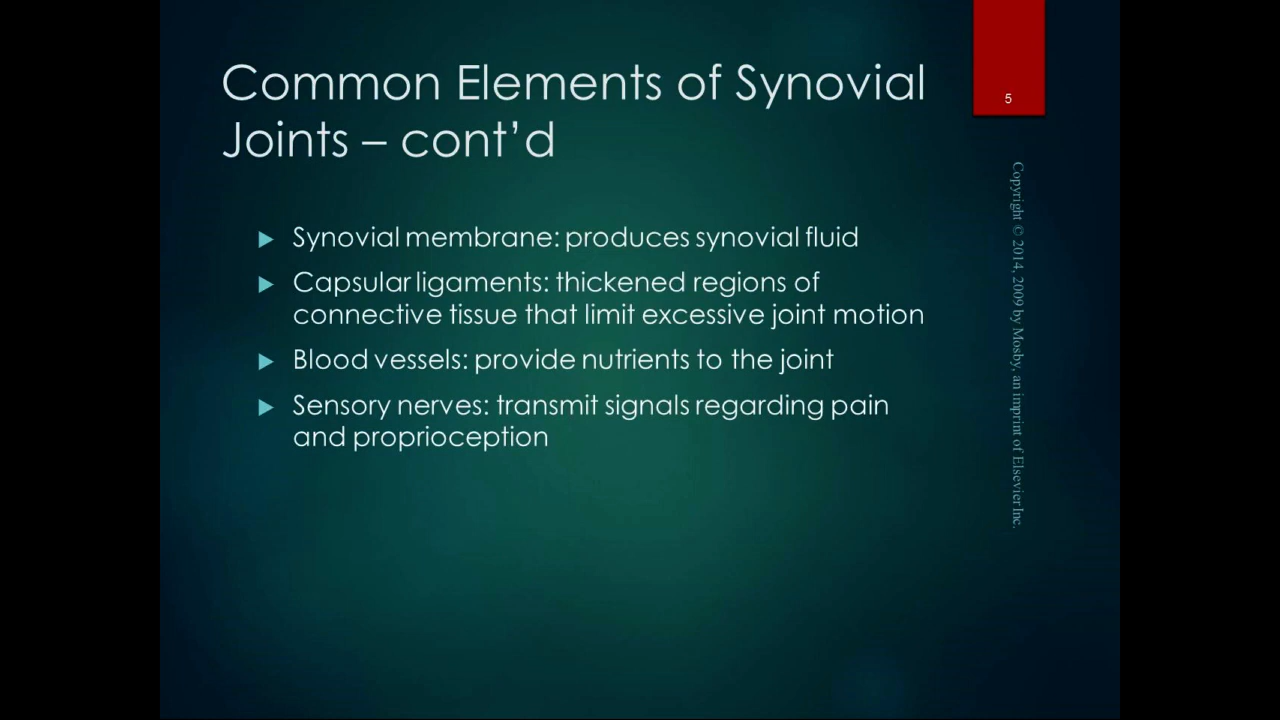 Common Elements of Synovial
Joints – cont’d
5
Synovial membrane: produces synovial fluid
Capsular ligaments: thickened regions of
connective tissue that limit excessive joint motion
Blood vessels: provide nutrients to the joint
Sensory nerves: transmit signals regarding pain
and proprioception
Copyright © 2014, 2009 by Mosby, an imprint of Elsevier Inc.